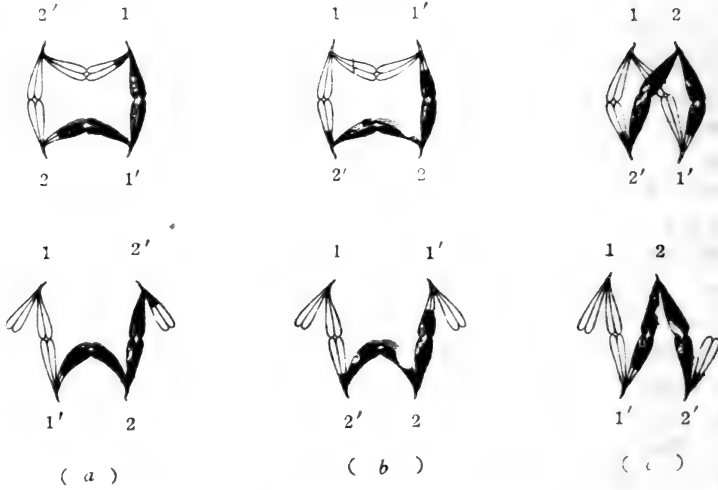 2′ 1 1 1′ 1 2
2 1′ 2′ 2 2′ 1′
1 2′ 1 1′ 1 2
1′ 2 2′ 2 1′ 2′
( a ) ( b )